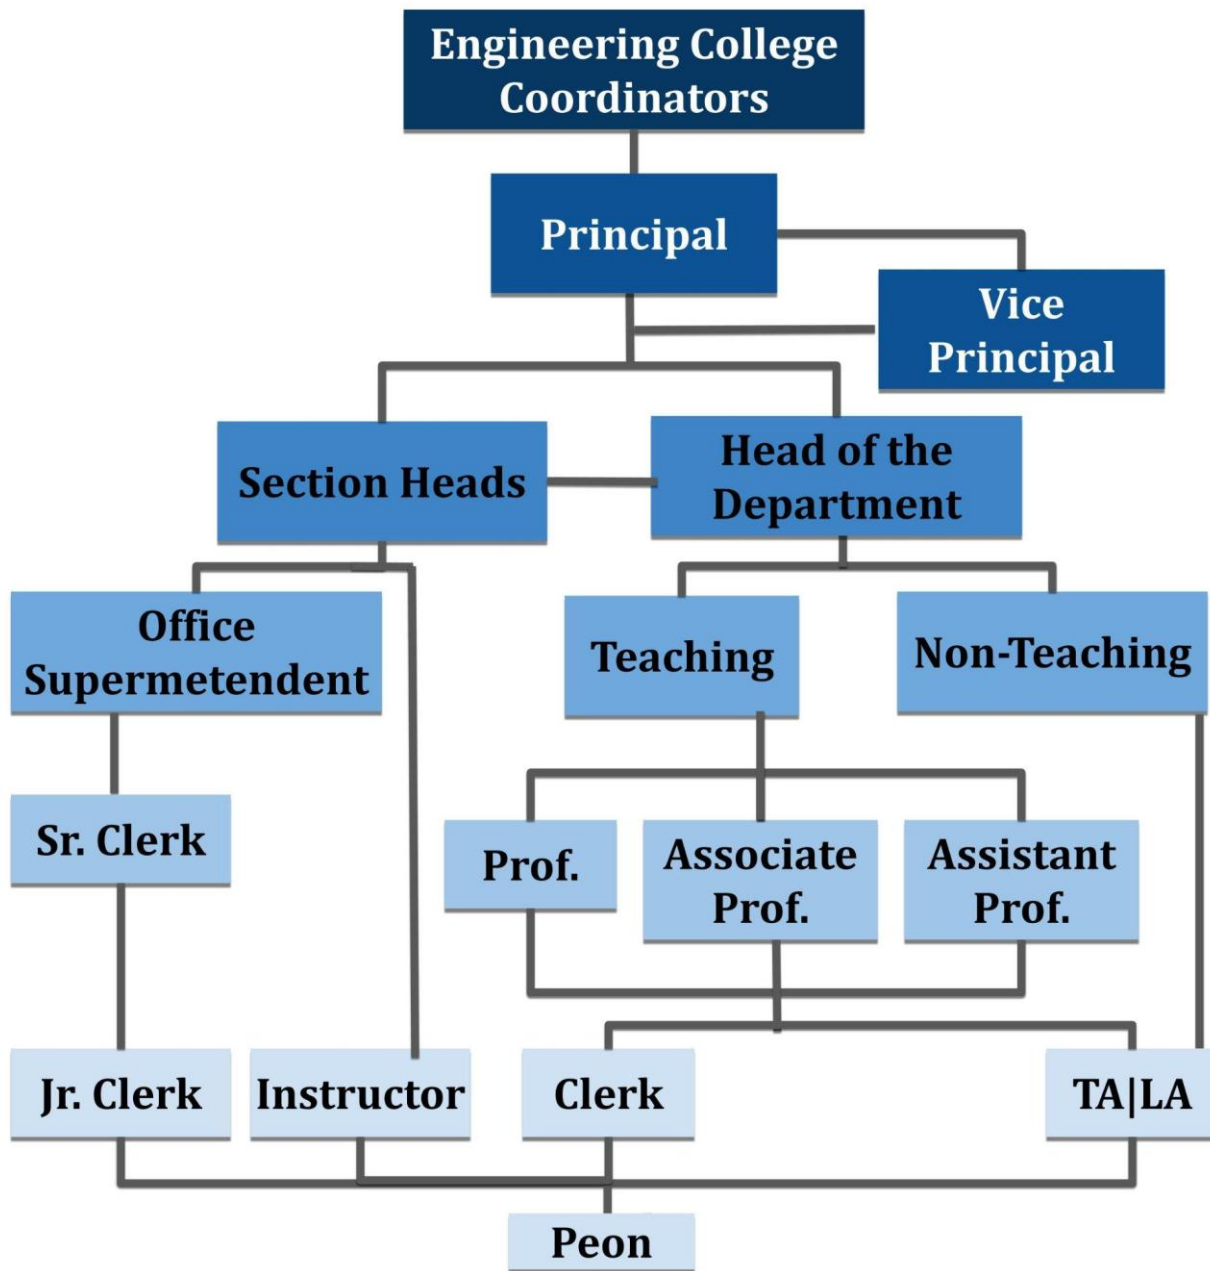 Engineering College
Coordinators
Principal
Vice
Principal
Section Heads
Head of the
Department
Office
Supermetendent
Teaching
Non-Teaching
Sr. Clerk
Prof.
Associate
Prof.
Assistant
Prof.
Jr. Clerk
Instructor
Clerk
TA|LA
Peon